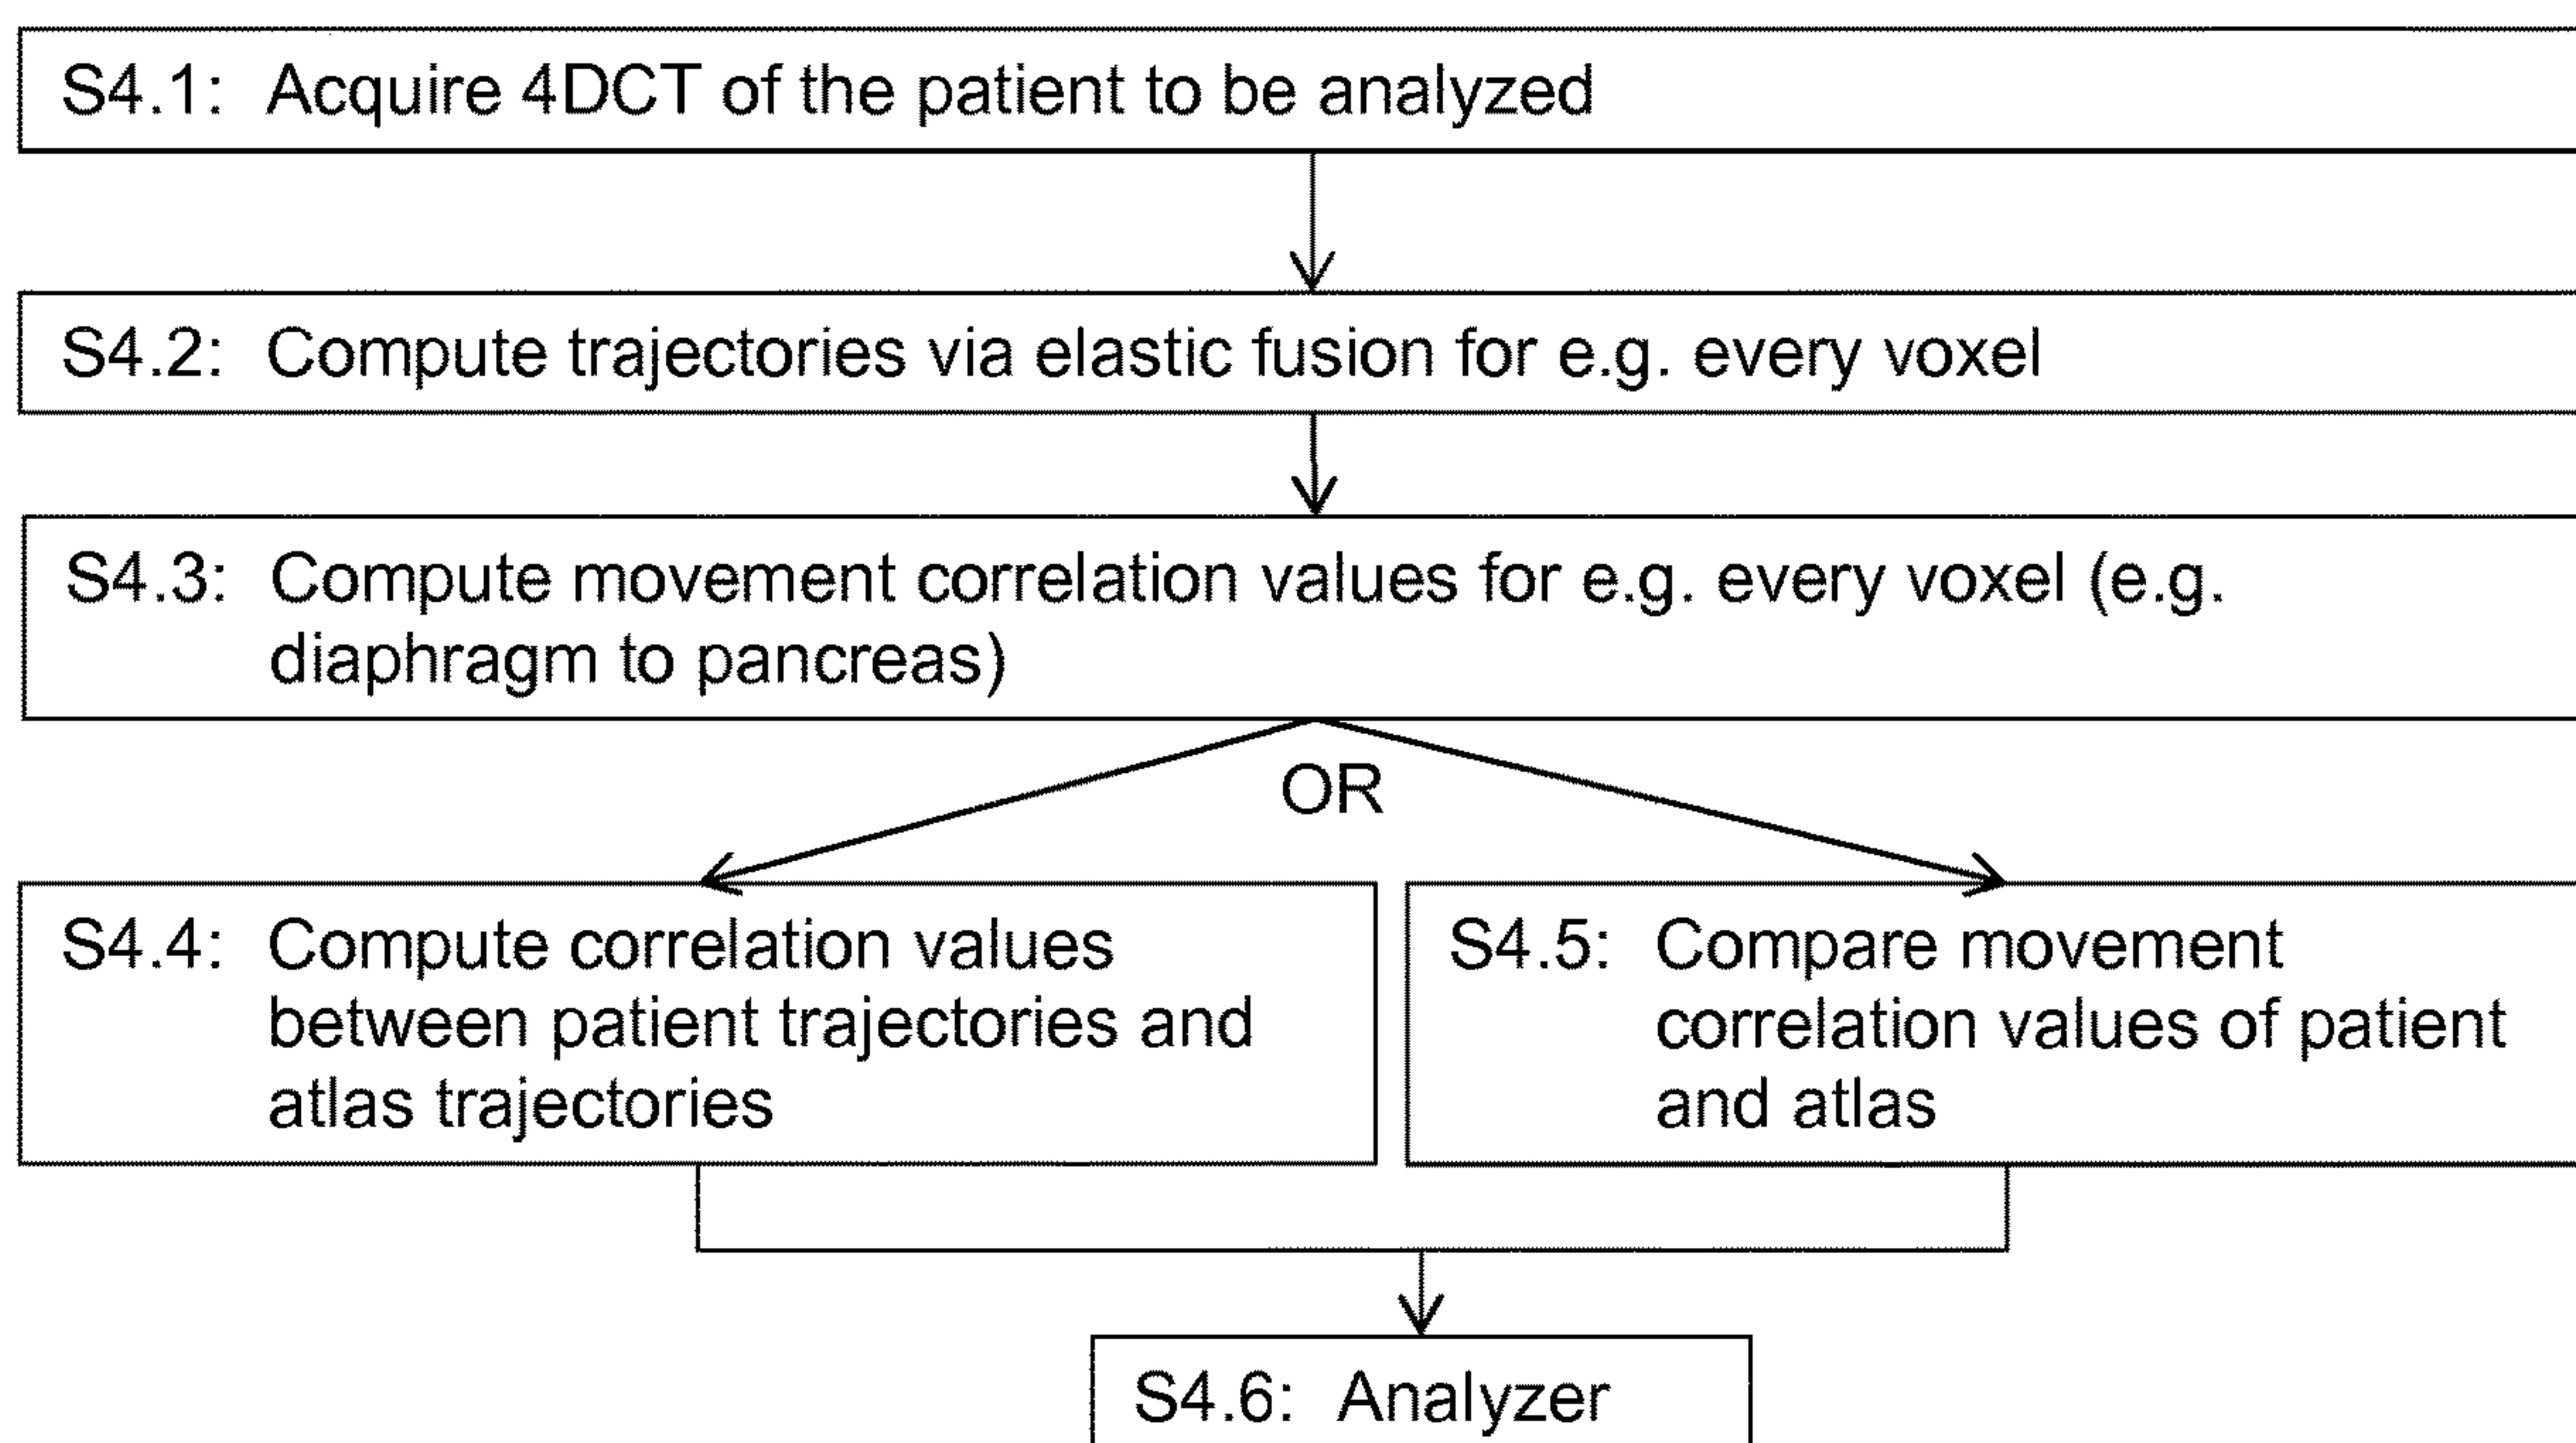 S4.1: Acquire 4DCT of the patient to be analyzed
S4.2: Compute trajectories via elastic fusion for e.g. every voxel
S4.3: Compute movement correlation values for e.g. every voxel (e.g.
diaphragm to pancreas)
OR
S4.4: Compute correlation values
between patient trajectories and
atlas trajectories
S4.5: Compare movement
correlation values of patient
and atlas
S4.6: Analyzer